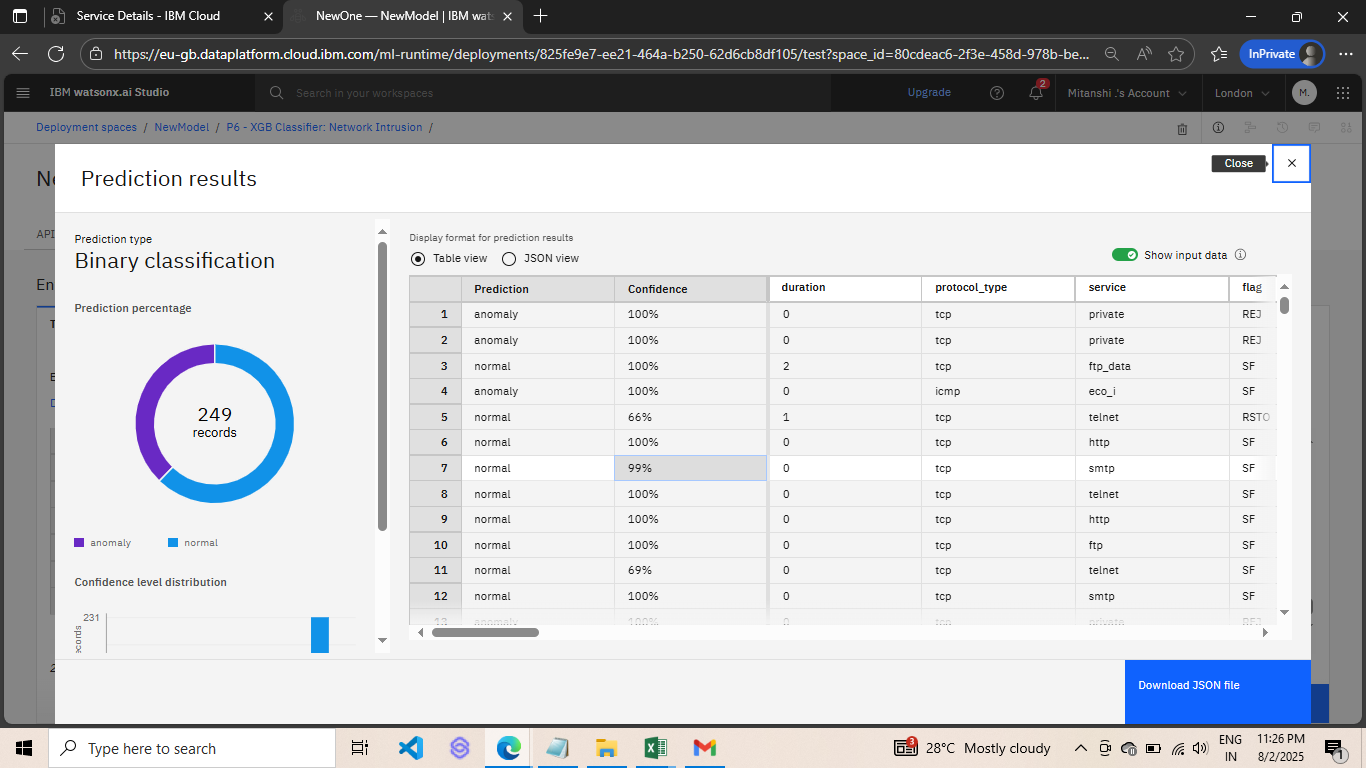 Service Details - IBM Cloud
NewOne — NewModel | IBM wat
https://eu-gb.dataplatform.cloud.ibm.com/ml-runtime/deployments/825fe9e7-ee21-464a-b250-62d6cb8df105/test?space_id=80cdeac6-2f3e-458d-978b-be...
InPrivate
IBM watsonx.ai Studio
Search in your workspaces
Upgrade
2
Mitanshi .'s Account
London
M.
Deployment spaces / NewModel / P6 - XGB Classifier: Network Intrusion /
Close
Prediction results
API
Prediction type
Binary classification
Prediction percentage
249
records
anomaly normal
Confidence level distribution
231
Display format for prediction results
Table view JSON view
Show input data
Prediction Confidence duration protocol_type service flag
1 anomaly 100% 0 tcp private REJ
2 anomaly 100% 0 tcp private REJ
3 normal 100% 2 tcp ftp_data SF
4 anomaly 100% 0 icmp eco_i SF
5 normal 66% 1 tcp telnet RSTO
6 normal 100% 0 tcp http SF
7 normal 99% 0 tcp smtp SF
8 normal 100% 0 tcp telnet SF
9 normal 100% 0 tcp http SF
10 normal 100% 0 tcp ftp SF
11 normal 69% 0 tcp telnet SF
12 normal 100% 0 tcp smtp SF
13 anomaly 100% 0 tcp private REJ
Download JSON file
Type here to search
3
28°C Mostly cloudy
ENG
IN
11:26 PM
8/2/2025
1